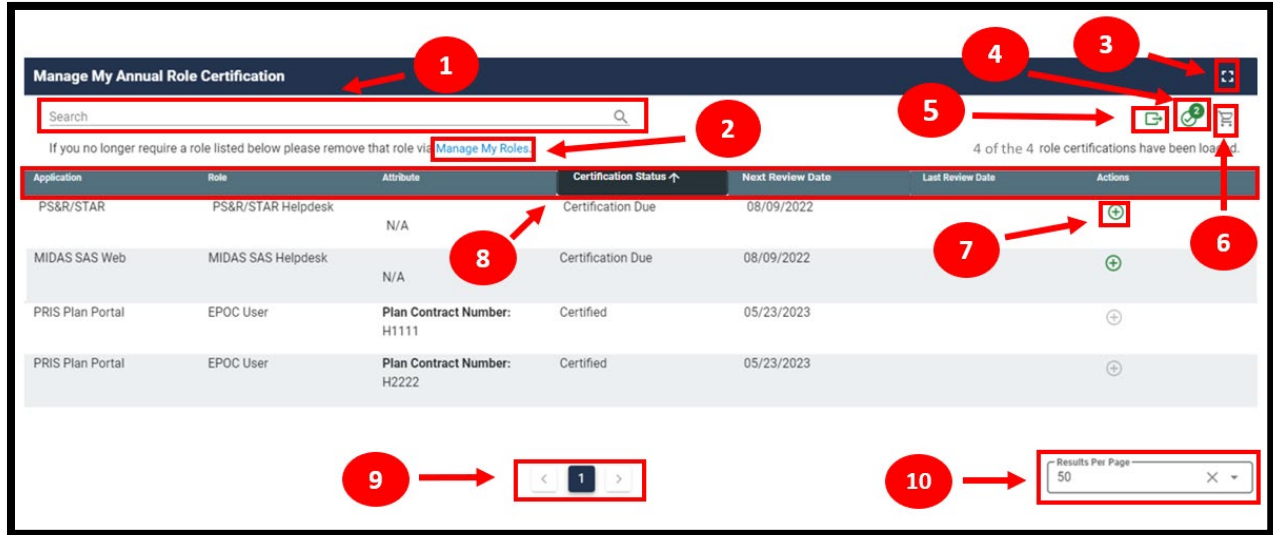 1
3
4
Manage My Annual Role Certification
5
2
Search
2
If you no longer require a role listed below please remove that role via Manage My Roles.
4 of the 4 role certifications have been loaded.
Application Role Attribute Certification Status ↑ Next Review Date Last Review Date Actions
PS&R/STAR PS&R/STAR Helpdesk N/A Certification Due 08/09/2022
7
6
8
MIDAS SAS Web MIDAS SAS Helpdesk N/A Certification Due 08/09/2022
PRIS Plan Portal EPOC User Plan Contract Number: Certified 05/23/2023
H1111
PRIS Plan Portal EPOC User Plan Contract Number: Certified 05/23/2023
H2222
9
< 1 >
10
Results Per Page
50